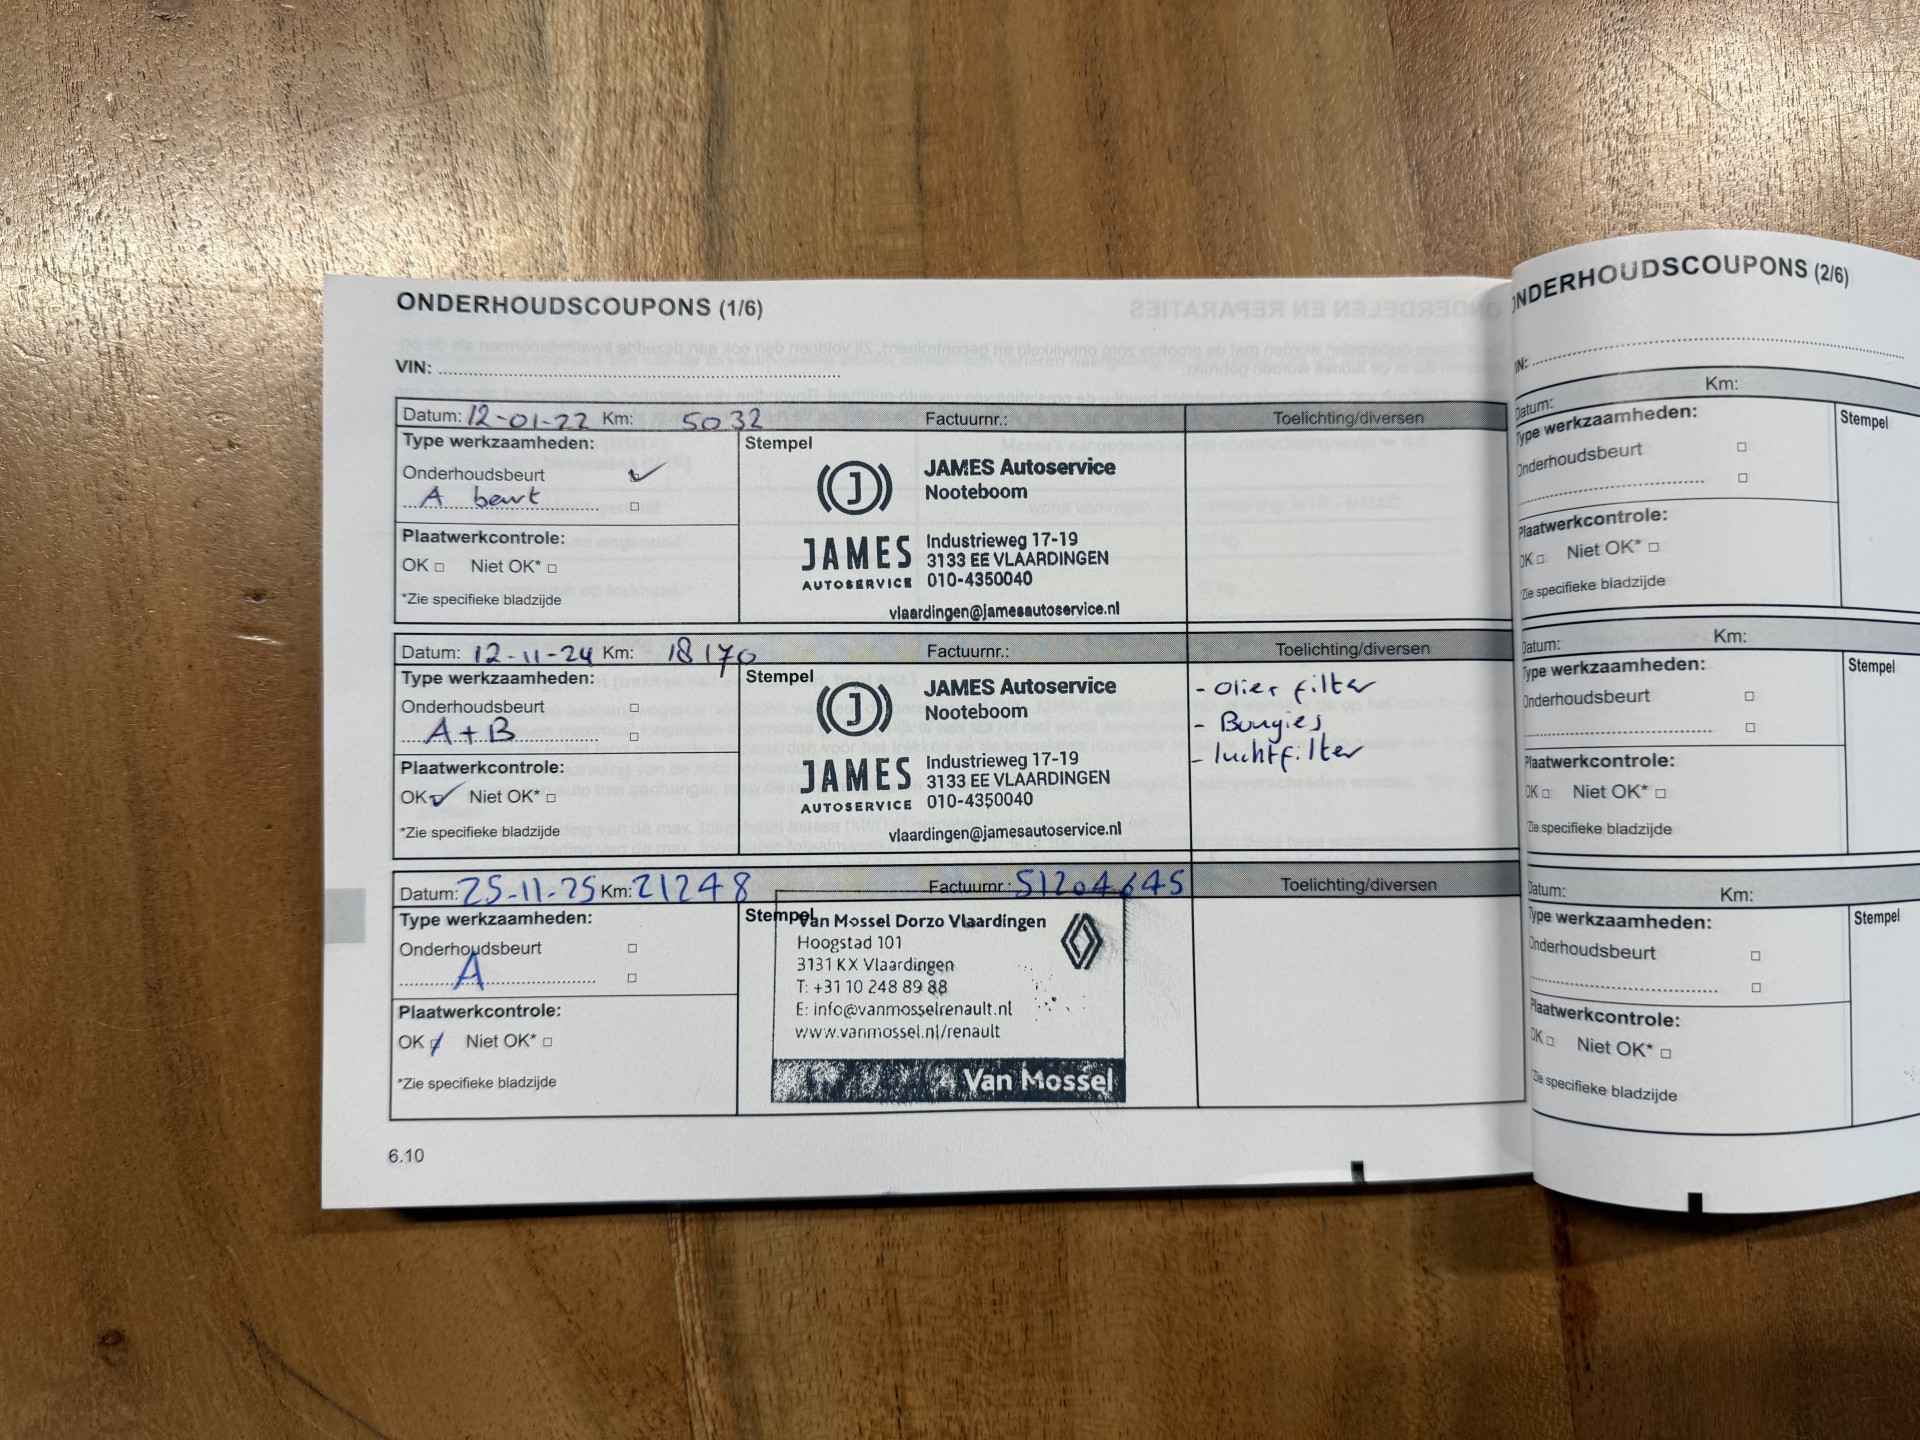 ONDERHOUDSCOUPONS (1/6)
VIN:
Datum: 12-01-22 Km: 5032 Factuurnr.: Toelichting/diversen
Type werkzaamheden:
Onderhoudsbeurt
A beurt
Plaatwerkcontrole:
OK Niet OK*
*Zie specifieke bladzijde
Stempel
J
JAMES
AUTOSERVICE
JAMES Autoservice
Nooteboom
Industrieweg 17-19
3133 EE VLAARDINGEN
010-4350040
vlaardingen@jamesautoservice.nl
Datum: 12-11-24 Km: 18170 Factuurnr.: Toelichting/diversen
Type werkzaamheden:
Onderhoudsbeurt
A+B
Plaatwerkcontrole:
OK Niet OK*
*Zie specifieke bladzijde
Stempel
J
JAMES
AUTOSERVICE
JAMES Autoservice
Nooteboom
Industrieweg 17-19
3133 EE VLAARDINGEN
010-4350040
vlaardingen@jamesautoservice.nl
- olier filter
- Bougies
- luchtfilter
Datum: 25-11-25 Km: 21248 Factuurnr.: 51204645 Toelichting/diversen
Type werkzaamheden:
Onderhoudsbeurt
A
Plaatwerkcontrole:
OK Niet OK*
*Zie specifieke bladzijde
Stempel
Van Mossel Dorzo Vlaardingen
Hoogstad 101
3131 KX Vlaardingen
T: +31 10 248 89 88
E: info@vanmosselrenault.nl
www.vanmossel.nl/renault
Van Mossel
6.10
ONDERHOUDSCOUPONS (2/6)
VIN:
Datum: Km:
Type werkzaamheden:
Onderhoudsbeurt
Plaatwerkcontrole:
OK Niet OK*
*Zie specifieke bladzijde
Stempel
Datum: Km:
Type werkzaamheden:
Onderhoudsbeurt
Plaatwerkcontrole:
OK Niet OK*
*Zie specifieke bladzijde
Stempel
Datum: Km:
Type werkzaamheden:
Onderhoudsbeurt
Plaatwerkcontrole:
OK Niet OK*
*Zie specifieke bladzijde
Stempel